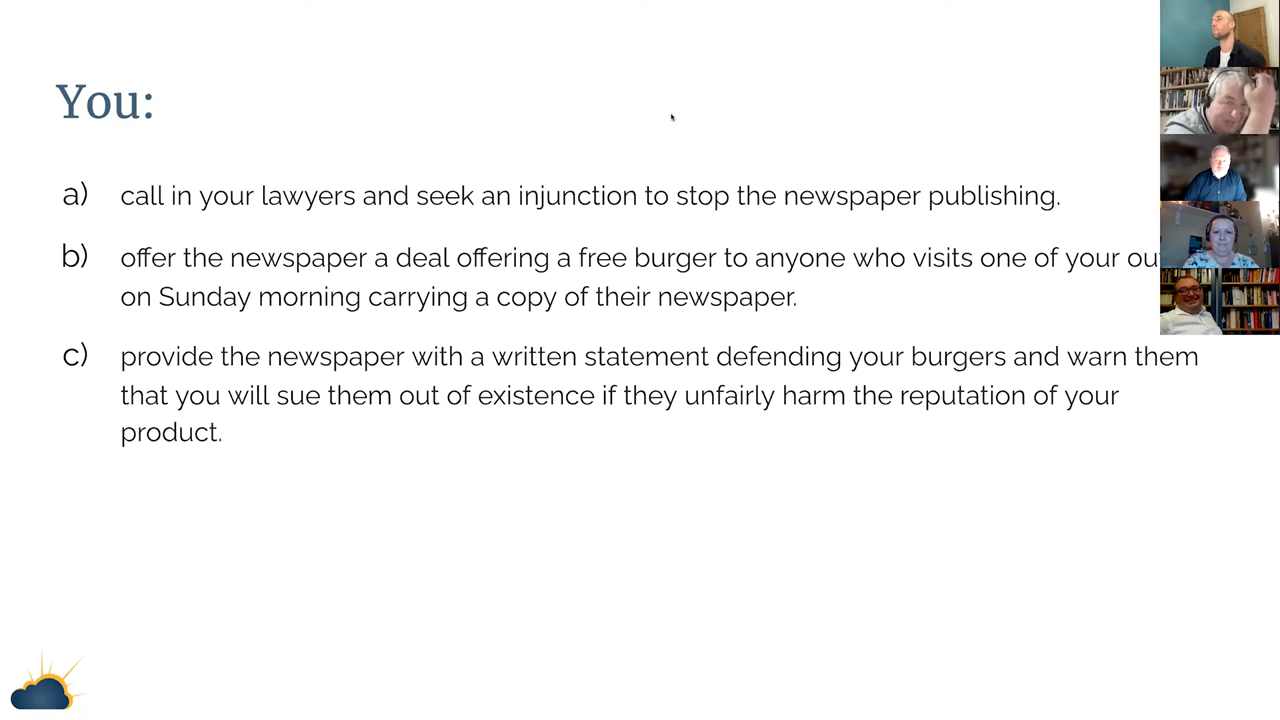 You:
a) call in your lawyers and seek an injunction to stop the newspaper publishing.
b) offer the newspaper a deal offering a free burger to anyone who visits one of your
on Sunday morning carrying a copy of their newspaper.
c) provide the newspaper with a written statement defending your burgers and warn them
that you will sue them out of existence if they unfairly harm the reputation of your
product.